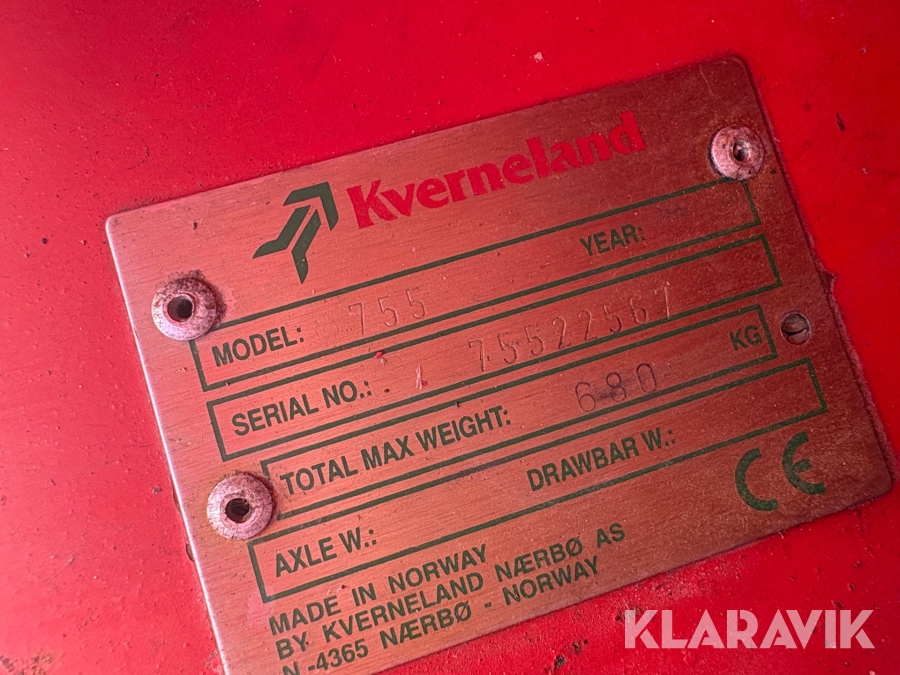 Kverneland
MODEL: 755 YEAR:
SERIAL NO.: 75522567
TOTAL MAX WEIGHT: 680 KG
AXLE W.: DRAWBAR W.:
CE
MADE IN NORWAY
BY KVERNELAND NÆRBØ AS
N-4365 NÆRBØ - NORWAY
KLARAVIK